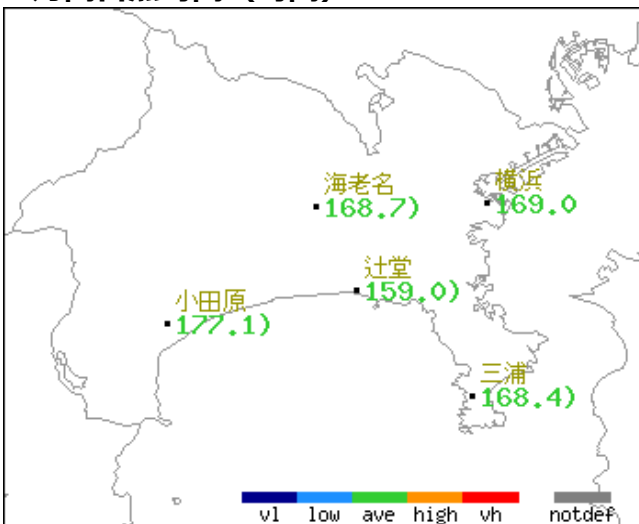 海老名
168.7)
横浜
169.0
辻堂
159.0)
小田原
177.1)
三浦
168.4)
vl low ave high vh notdef